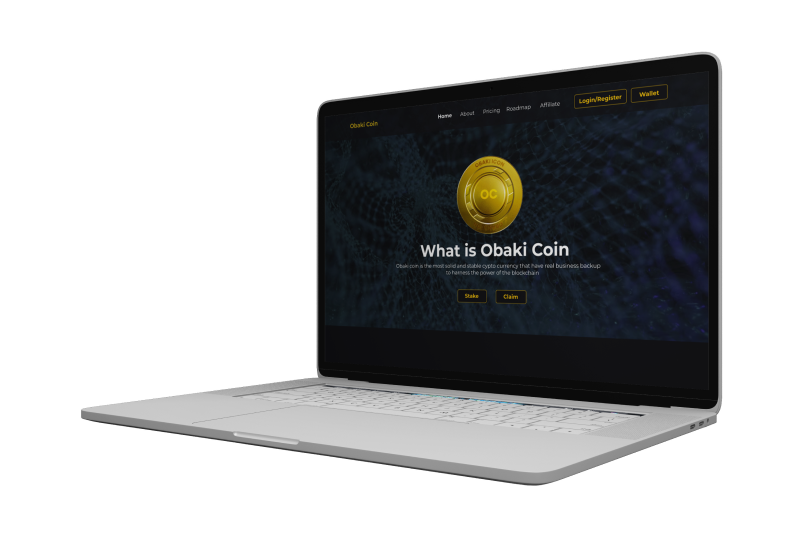 Obaki Coin
Home About Pricing Roadmap Affiliate Login/Register Wallet
OBAKI COIN
OC
What is Obaki Coin
Obaki coin is the most solid and stable cypto currency that have real business backup
to harness the power of the blockchain
Stake Claim